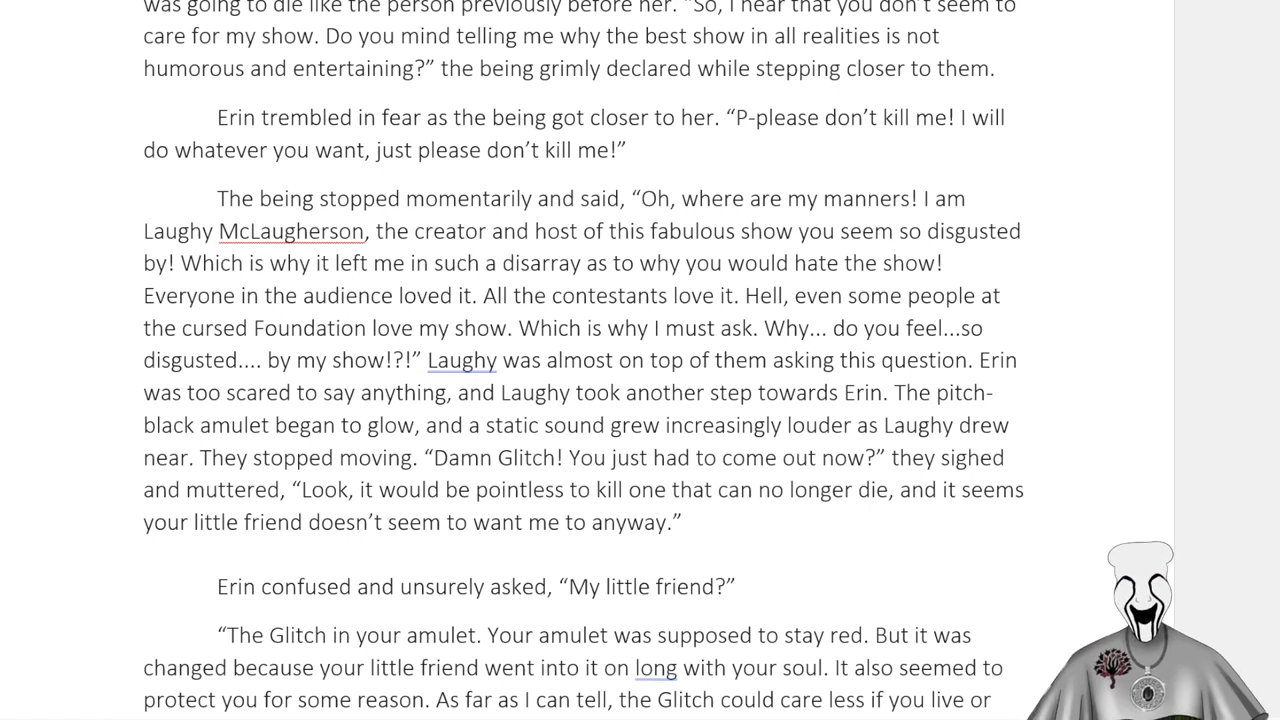 was going to die like the person previously before her. “So, I hear that you don’t seem to
care for my show. Do you mind telling me why the best show in all realities is not
humorous and entertaining?” the being grimly declared while stepping closer to them.
Erin trembled in fear as the being got closer to her. “P-please don’t kill me! I will
do whatever you want, just please don’t kill me!”
The being stopped momentarily and said, “Oh, where are my manners! I am
Laughy McLaugherson, the creator and host of this fabulous show you seem so disgusted
by! Which is why it left me in such a disarray as to why you would hate the show!
Everyone in the audience loved it. All the contestants love it. Hell, even some people at
the cursed Foundation love my show. Which is why I must ask. Why... do you feel...so
disgusted.... by my show!?!” Laughy was almost on top of them asking this question. Erin
was too scared to say anything, and Laughy took another step towards Erin. The pitch-
black amulet began to glow, and a static sound grew increasingly louder as Laughy drew
near. They stopped moving. “Damn Glitch! You just had to come out now?” they sighed
and muttered, “Look, it would be pointless to kill one that can no longer die, and it seems
your little friend doesn’t seem to want me to anyway.”
Erin confused and unsurely asked, “My little friend?”
“The Glitch in your amulet. Your amulet was supposed to stay red. But it was
changed because your little friend went into it on long with your soul. It also seemed to
protect you for some reason. As far as I can tell, the Glitch could care less if you live or